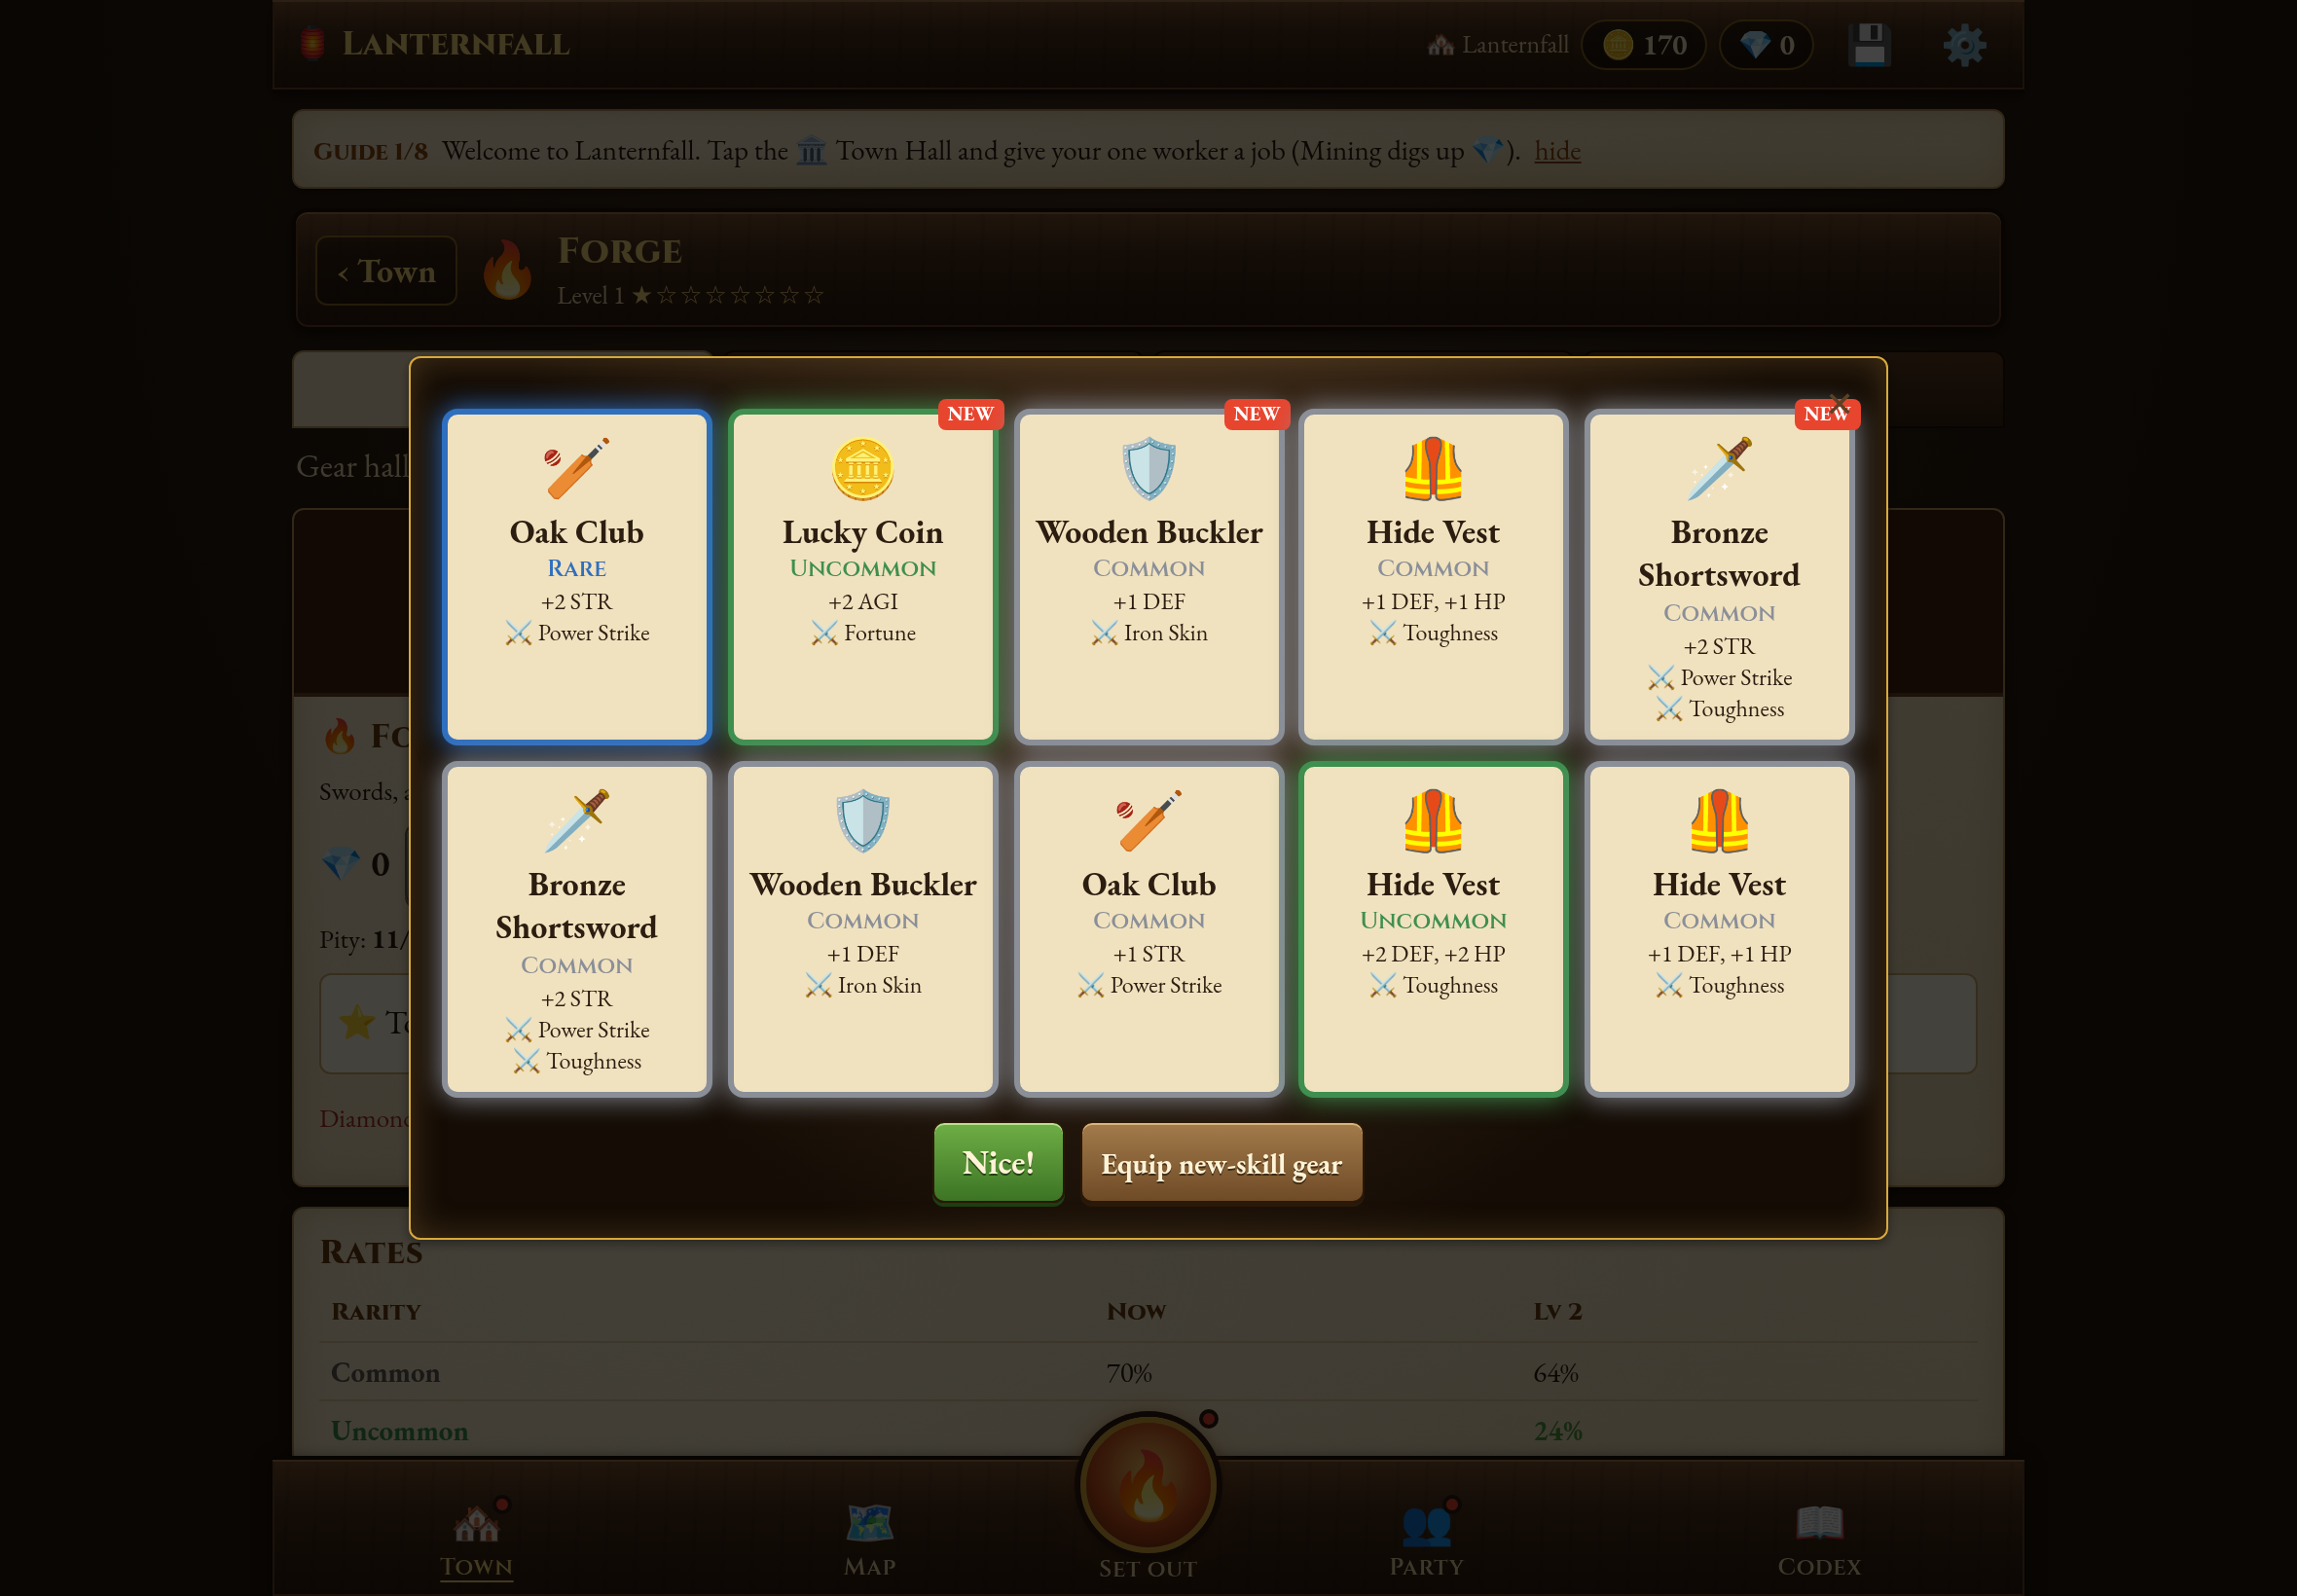 Lanternfall
Lanternfall
170
0
Guide 1/8 Welcome to Lanternfall. Tap the Town Hall and give your one worker a job (Mining digs up ). hide
‹ Town
Forge
Level 1 ★☆☆☆☆☆☆☆
Gear hall
NEW
NEW
NEW
Oak Club
Rare
+2 STR
Power Strike
Lucky Coin
Uncommon
+2 AGI
Fortune
Wooden Buckler
Common
+1 DEF
Iron Skin
Hide Vest
Common
+1 DEF, +1 HP
Toughness
Bronze
Shortsword
Common
+2 STR
Power Strike
Toughness
Bronze
Shortsword
Common
+2 STR
Power Strike
Toughness
Wooden Buckler
Common
+1 DEF
Iron Skin
Oak Club
Common
+1 STR
Power Strike
Hide Vest
Uncommon
+2 DEF, +2 HP
Toughness
Hide Vest
Common
+1 DEF, +1 HP
Toughness
Swords,
0
Pity: 11/
Nice!
Equip new-skill gear
Rates
Rarity Now Lv 2
Common 70% 64%
Uncommon 24%
Town
Map
Set out
Party
Codex